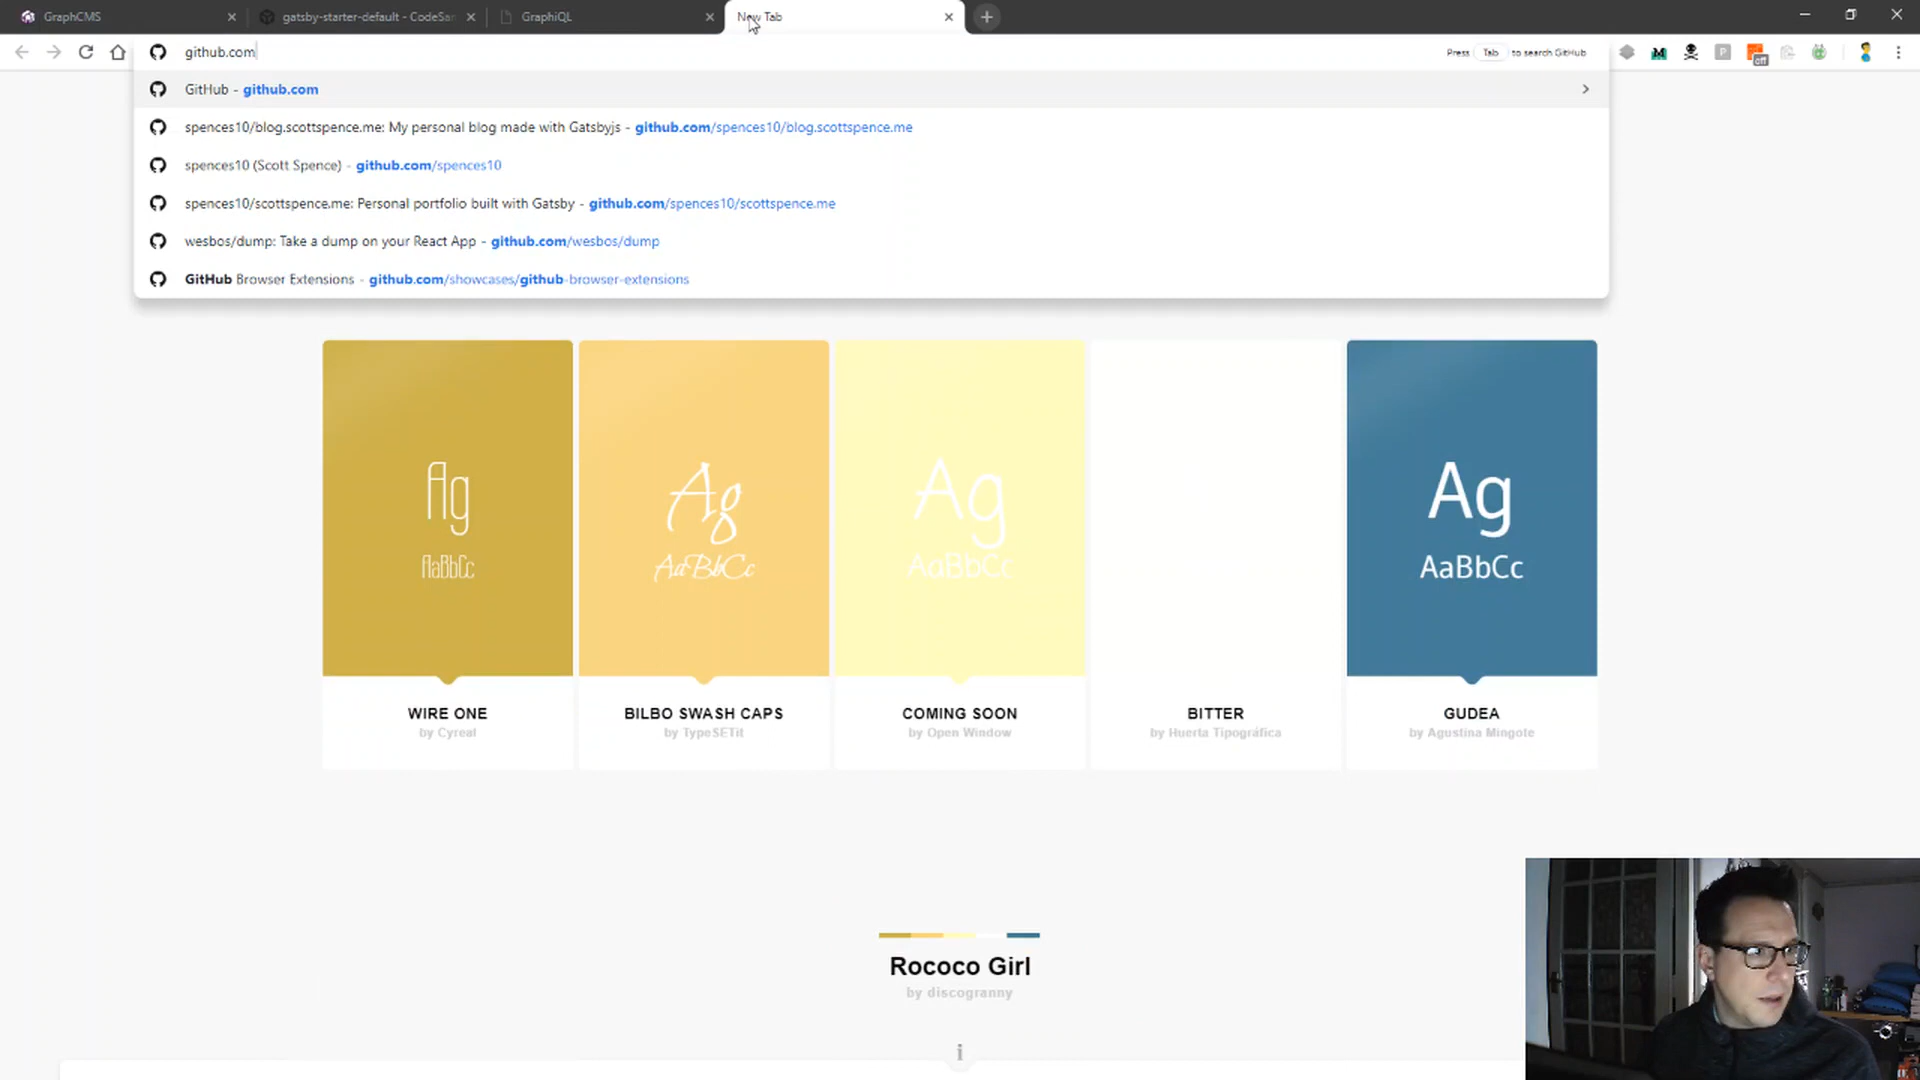 GraphCMS
gatsby-starter-default - CodeSan
GraphiQL
New Tab
github.com
Press Tab to search GitHub
off
GitHub - github.com
spences10/blog.scottspence.me: My personal blog made with Gatsbyjs - github.com/spences10/blog.scottspence.me
spences10 (Scott Spence) - github.com/spences10
spences10/scottspence.me: Personal portfolio built with Gatsby - github.com/spences10/scottspence.me
wesbos/dump: Take a dump on your React App - github.com/wesbos/dump
GitHub Browser Extensions - github.com/showcases/github-browser-extensions
Ag Ag Ag Ag
AaBbCc AaBbCc AaBbCc AaBbCc
WIRE ONE BILBO SWASH CAPS COMING SOON BITTER GUDEA
by Cyreal by TypeSETit by Open Window by Huerta Tipográfica by Agustina Mingote
Rococo Girl
by discogranny